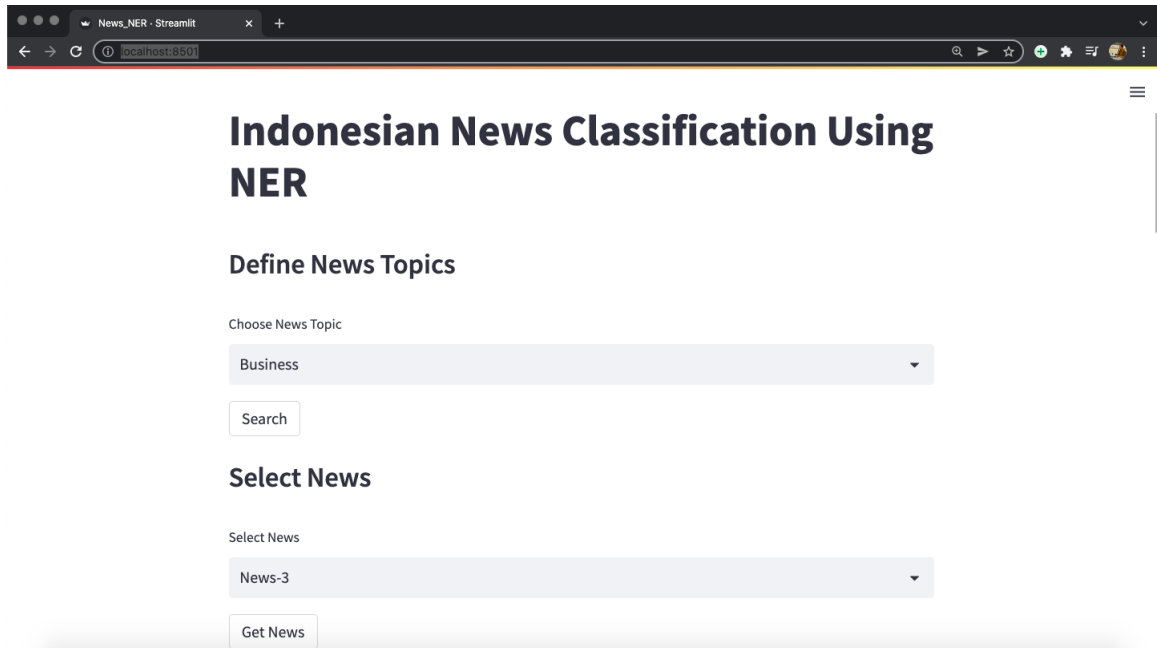 News_NER · Streamlit
localhost:8501
Indonesian News Classification Using
NER
Define News Topics
Choose News Topic
Business
Search
Select News
Select News
News-3
Get News